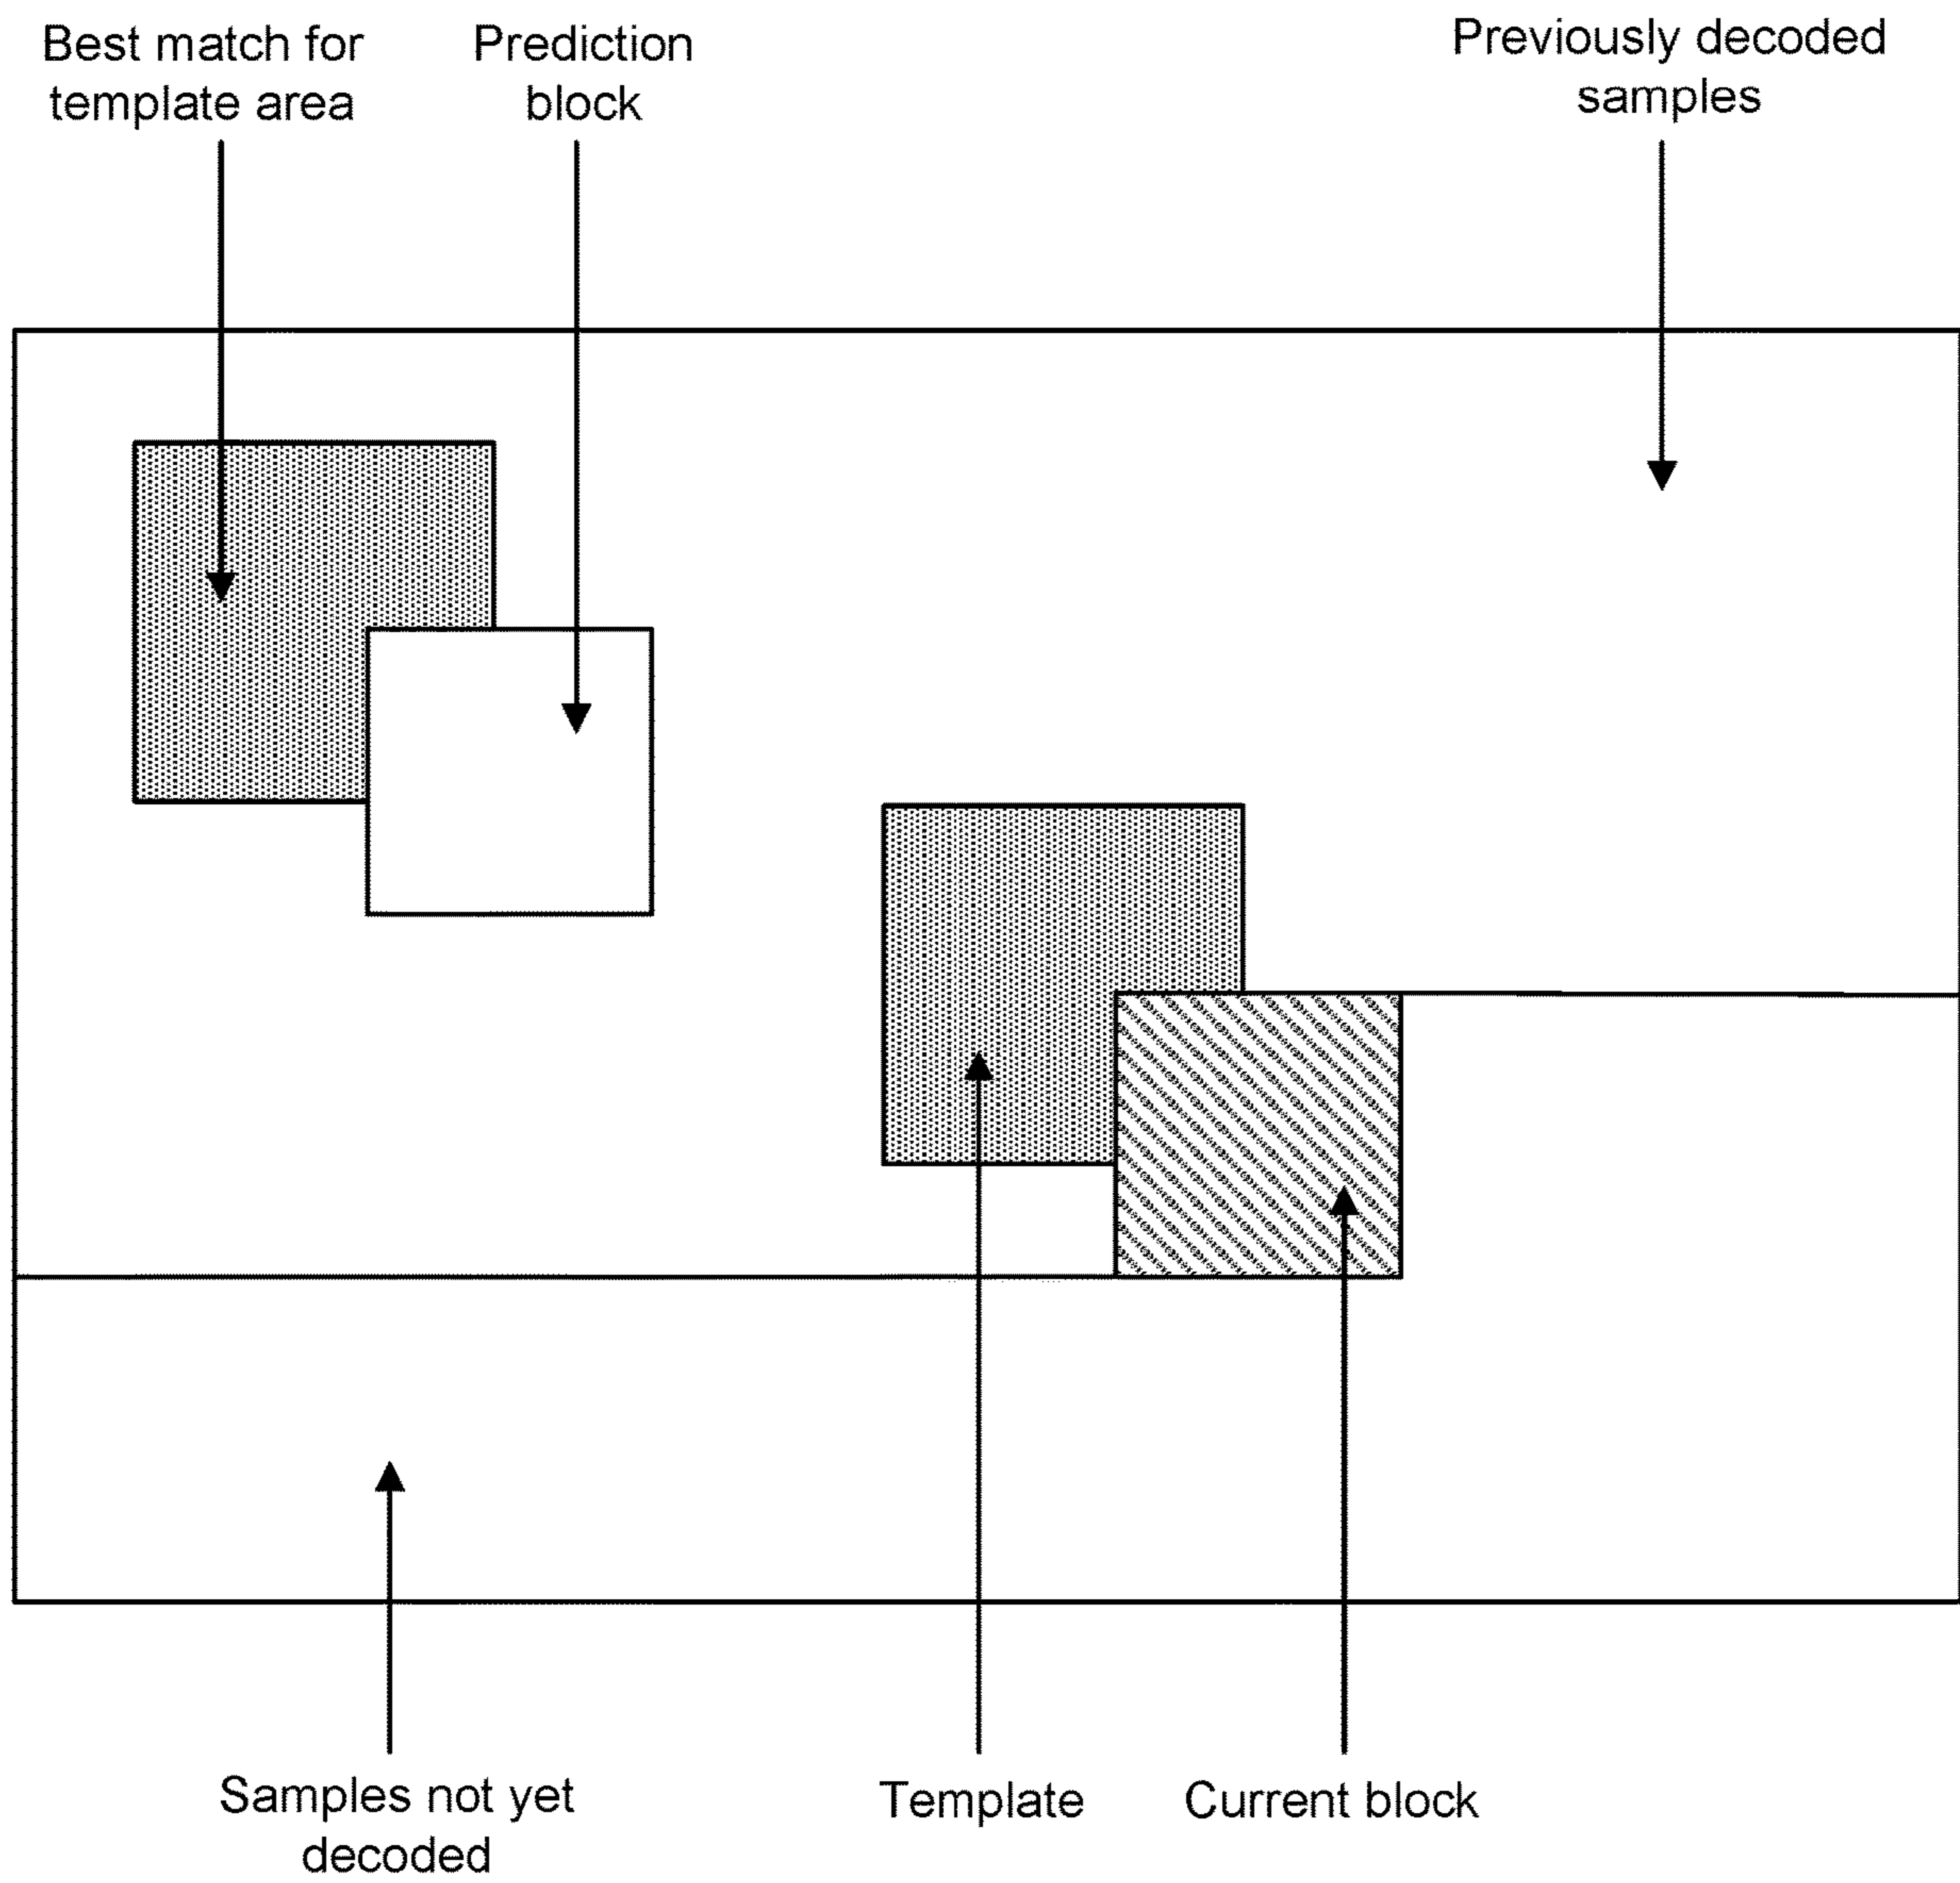 Best match for
template area
Prediction
block
Previously decoded
samples
Samples not yet
decoded
Template
Current block